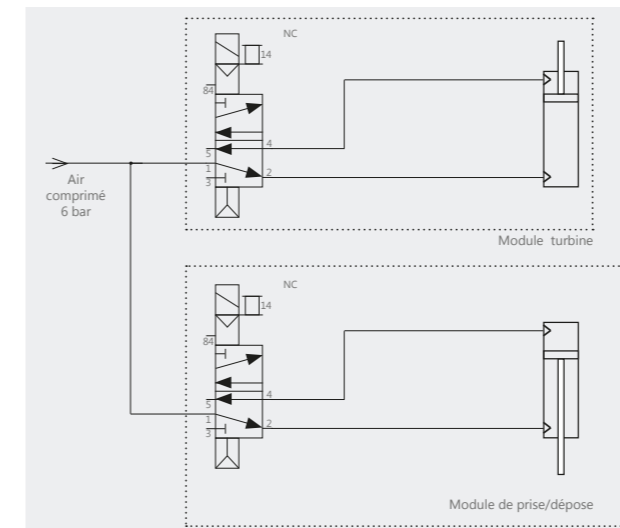 NC
14
84
4
5
1
2
3
Air
comprimé
6 bar
Module turbine
NC
14
84
4
5
1
2
3
Module de prise/dépose